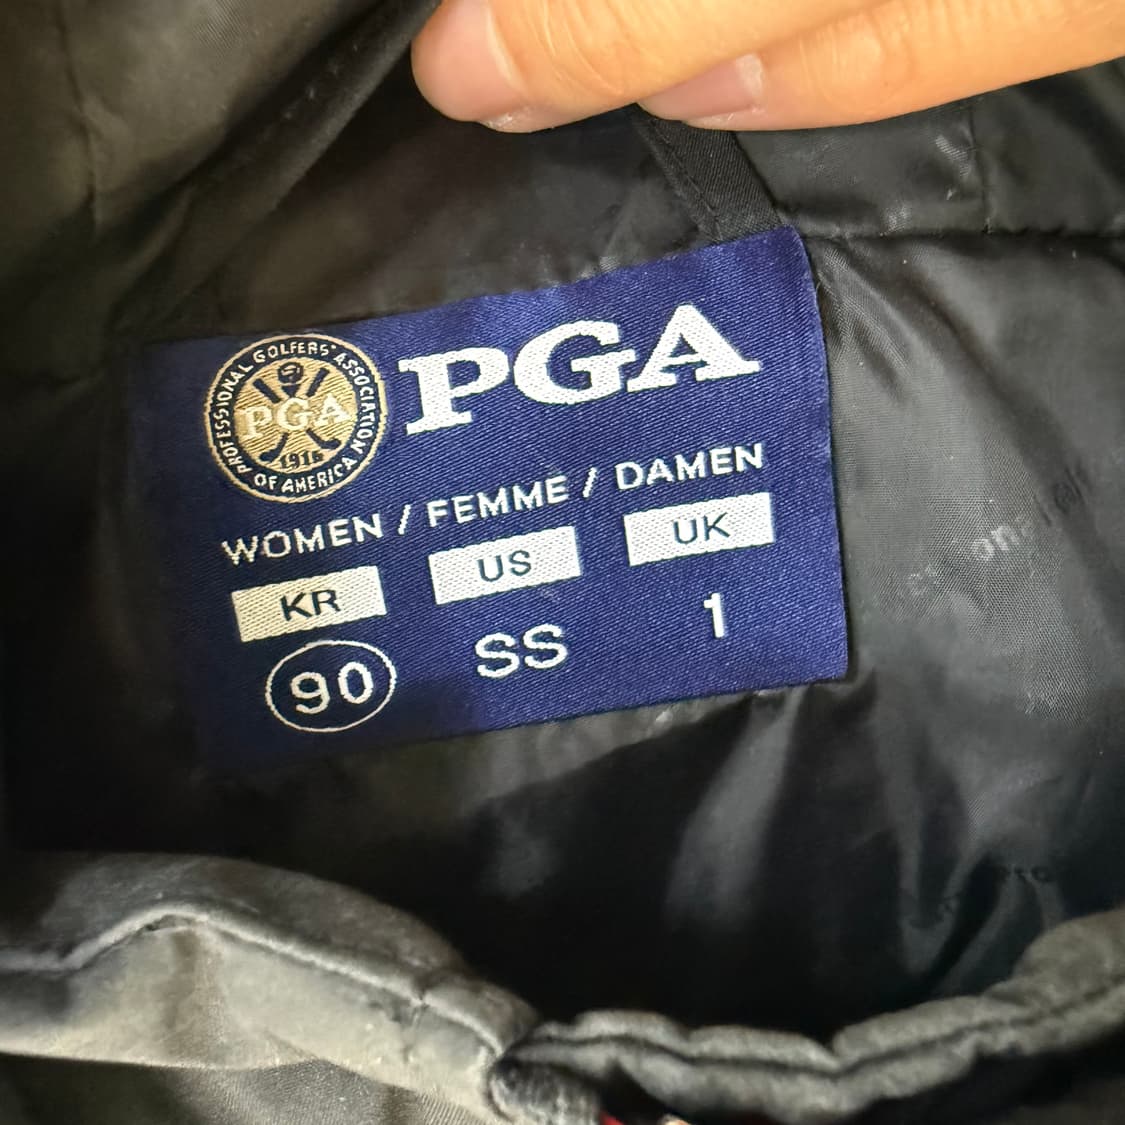 PROFESSIONAL GOLFERS' ASSOCIATION
PGA
1916
OF AMERICA
PGA
WOMEN / FEMME / DAMEN
KR US UK
90 SS 1